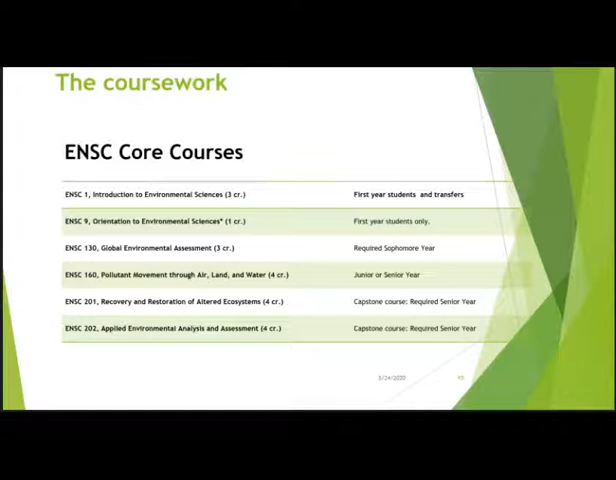 The coursework
ENSC Core Courses
ENSC 1, Introduction to Environmental Sciences (3 cr.) First year students and transfers
ENSC 9, Orientation to Environmental Sciences* (1 cr.) First year students only.
ENSC 130, Global Environmental Assessment (3 cr.) Required Sophomore Year
ENSC 160, Pollutant Movement through Air, Land, and Water (4 cr.) Junior or Senior Year
ENSC 201, Recovery and Restoration of Altered Ecosystems (4 cr.) Capstone course: Required Senior Year
ENSC 202, Applied Environmental Analysis and Assessment (4 cr.) Capstone course: Required Senior Year